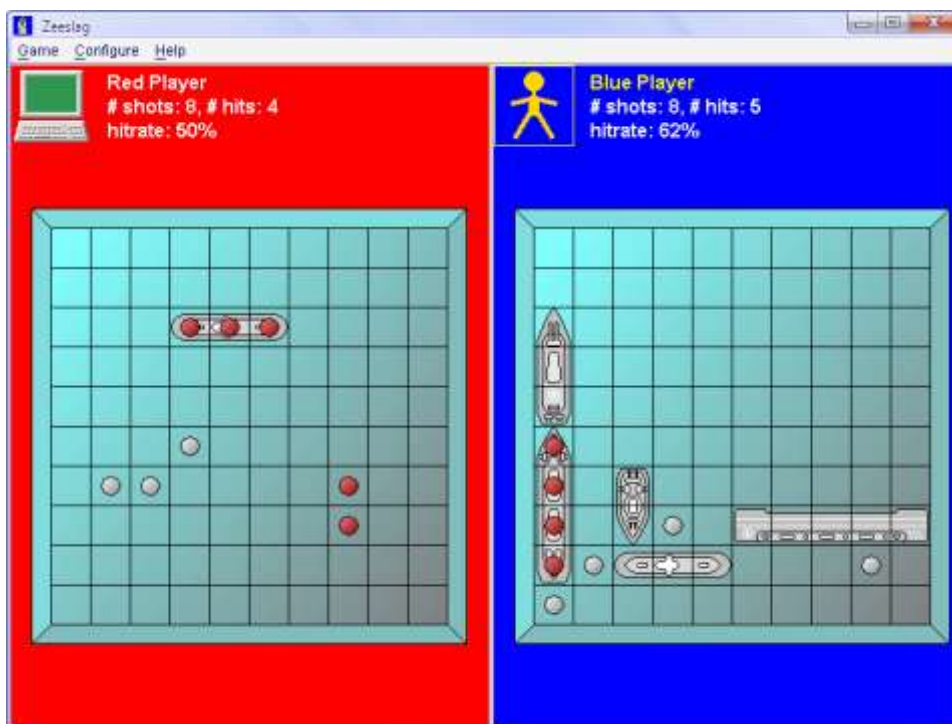 Zeeslag
Game Configure Help
Red Player
# shots: 8, # hits: 4
hitrate: 50%
Blue Player
# shots: 8, # hits: 5
hitrate: 62%